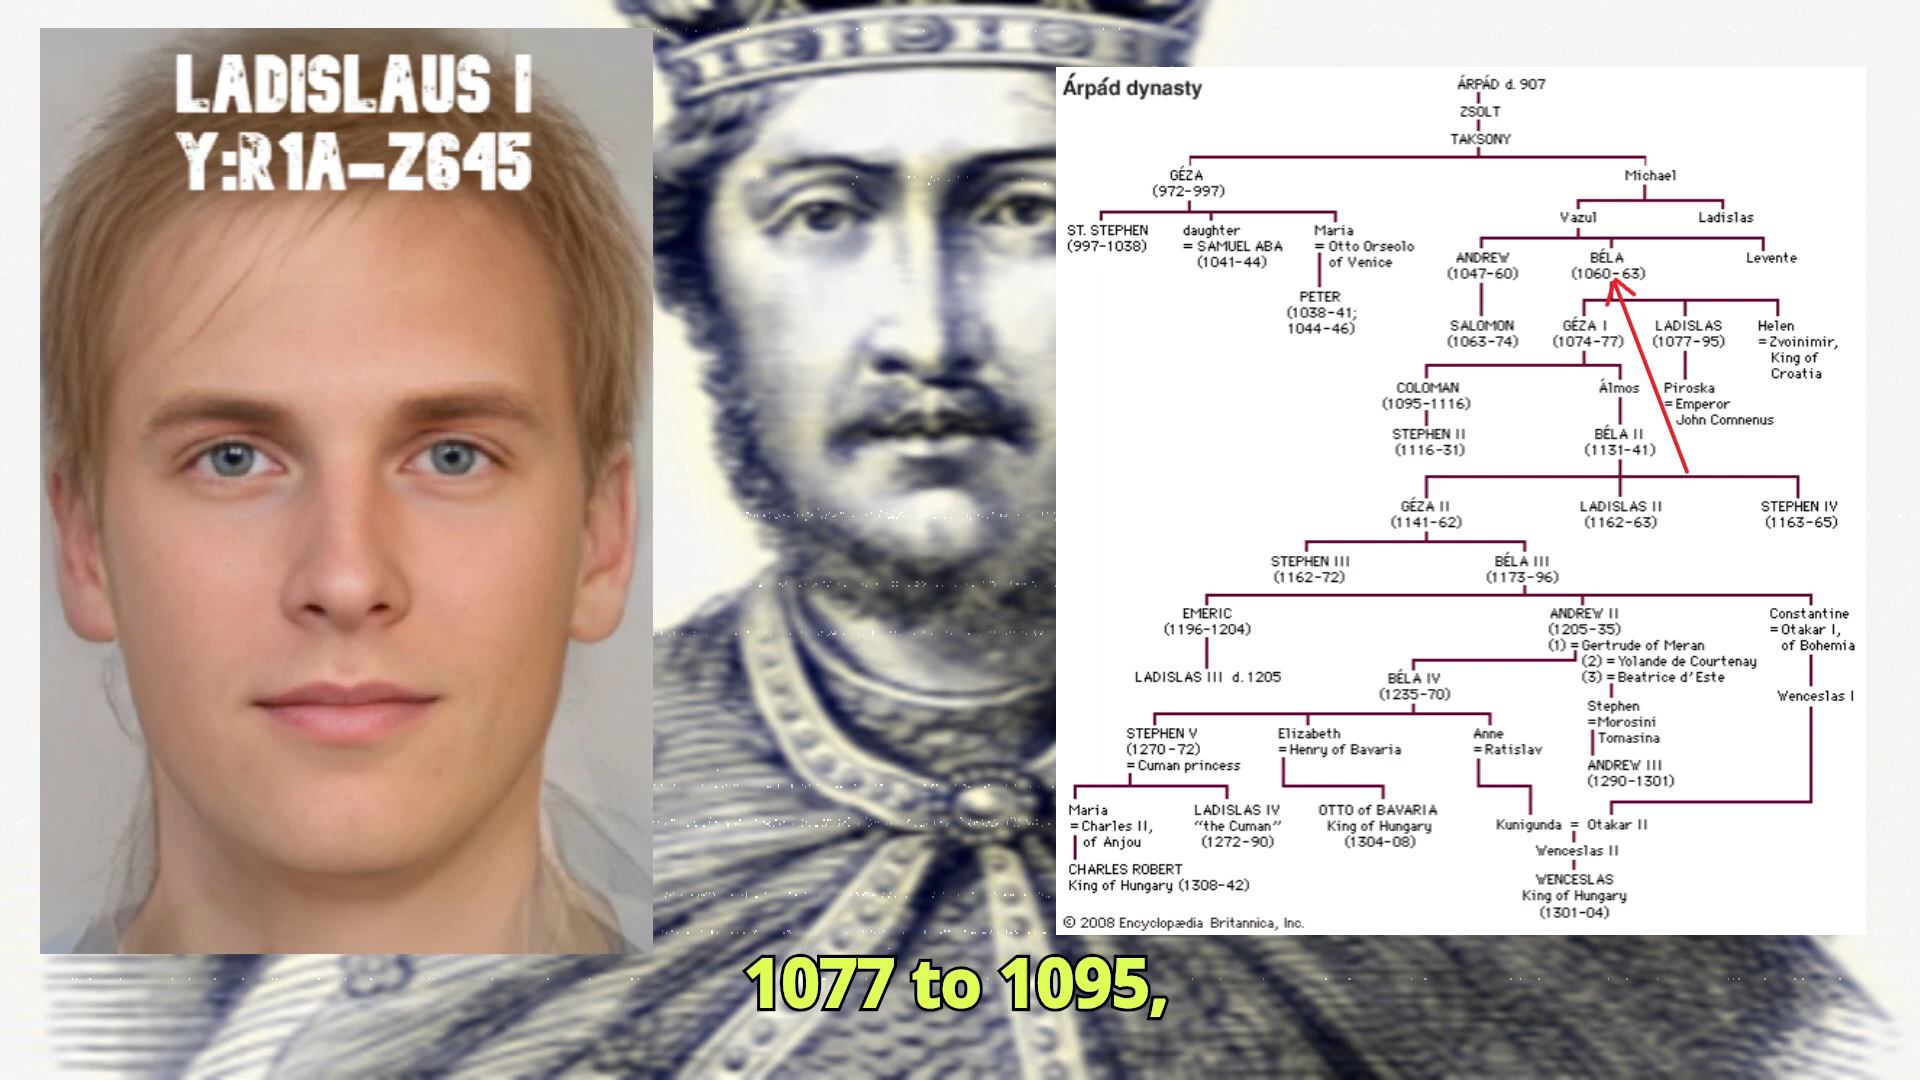 LADISLAUS I
Y:R1A-Z645
Árpád dynasty
ÁRPÁD d. 907
ZSOLT
TAKSONY
GÉZA
(972-997)
Michael
Vazul
Ladislas
ST. STEPHEN
(997-1038)
daughter
= SAMUEL ABA
(1041-44)
Maria
= Otto Orseolo
of Venice
PETER
(1038-41;
1044-46)
ANDREW
(1047-60)
BÉLA
(1060-63)
Levente
SALOMON
(1063-74)
GÉZA I
(1074-77)
LADISLAS
(1077-95)
Helen
= Zvoinimir,
King of
Croatia
COLOMAN
(1095-1116)
Álmos
Piroska
= Emperor
John Comnenus
STEPHEN II
(1116-31)
BÉLA II
(1131-41)
GÉZA II
(1141-62)
LADISLAS II
(1162-63)
STEPHEN IV
(1163-65)
STEPHEN III
(1162-72)
BÉLA III
(1173-96)
EMERIC
(1196-1204)
ANDREW II
(1205-35)
(1) = Gertrude of Meran
(2) = Yolande de Courtenay
(3) = Beatrice d'Este
Constantine
= Otakar I,
of Bohemia
LADISLAS III d. 1205
BÉLA IV
(1235-70)
Wenceslas I
Stephen
= Morosini
Tomasina
STEPHEN V
(1270-72)
= Cuman princess
Elizabeth
= Henry of Bavaria
Anne
= Ratislav
ANDREW III
(1290-1301)
Maria
= Charles II,
of Anjou
LADISLAS IV
"the Cuman"
(1272-90)
OTTO of BAVARIA
King of Hungary
(1304-08)
Kunigunda = Otakar II
Wenceslas II
CHARLES ROBERT
King of Hungary (1308-42)
WENCESLAS
King of Hungary
(1301-04)
© 2008 Encyclopædia Britannica, Inc.
1077 to 1095,